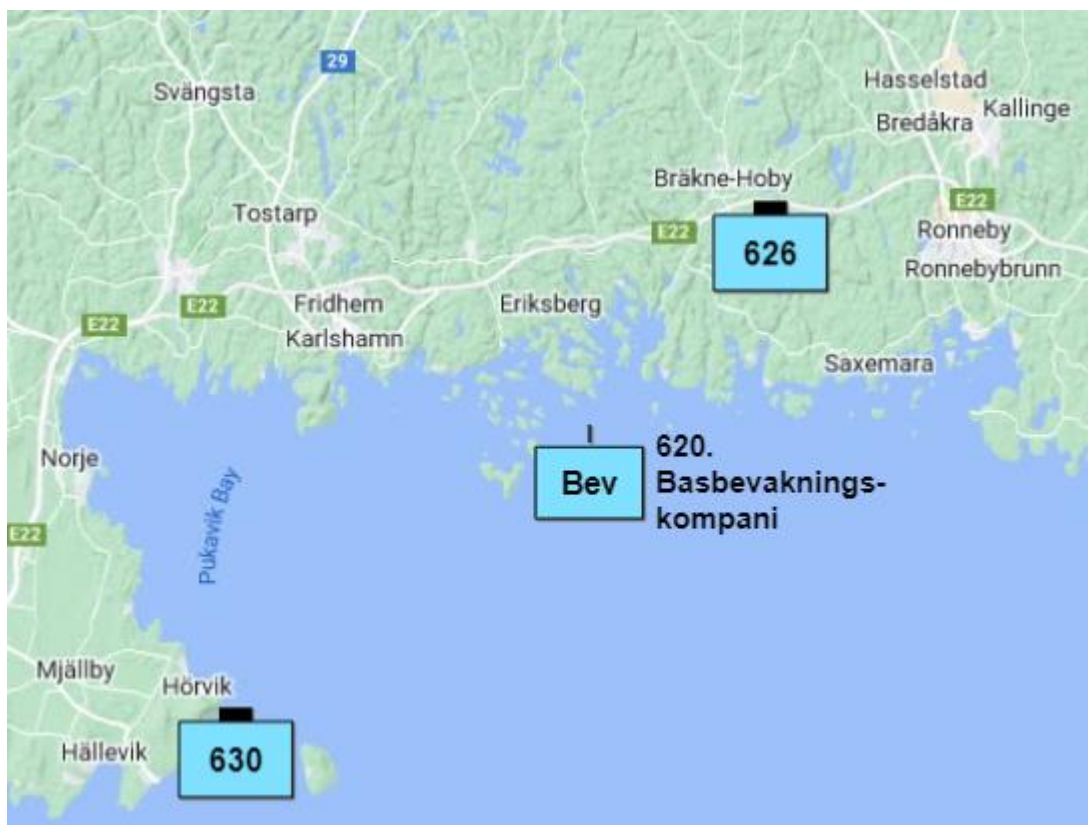 29
Svängsta
Hasselstad
Kallinge
Bredåkra
Bräkne-Hoby
Tostarp
E22
626
E22
Ronneby
Ronnebybrunn
E22
Fridhem
Eriksberg
E22
Karlshamn
Saxemara
Norje
Bev
620.
Basbevaknings-
kompani
E22
Pukavik Bay
Mjällby
Hörvik
Hällevik
630